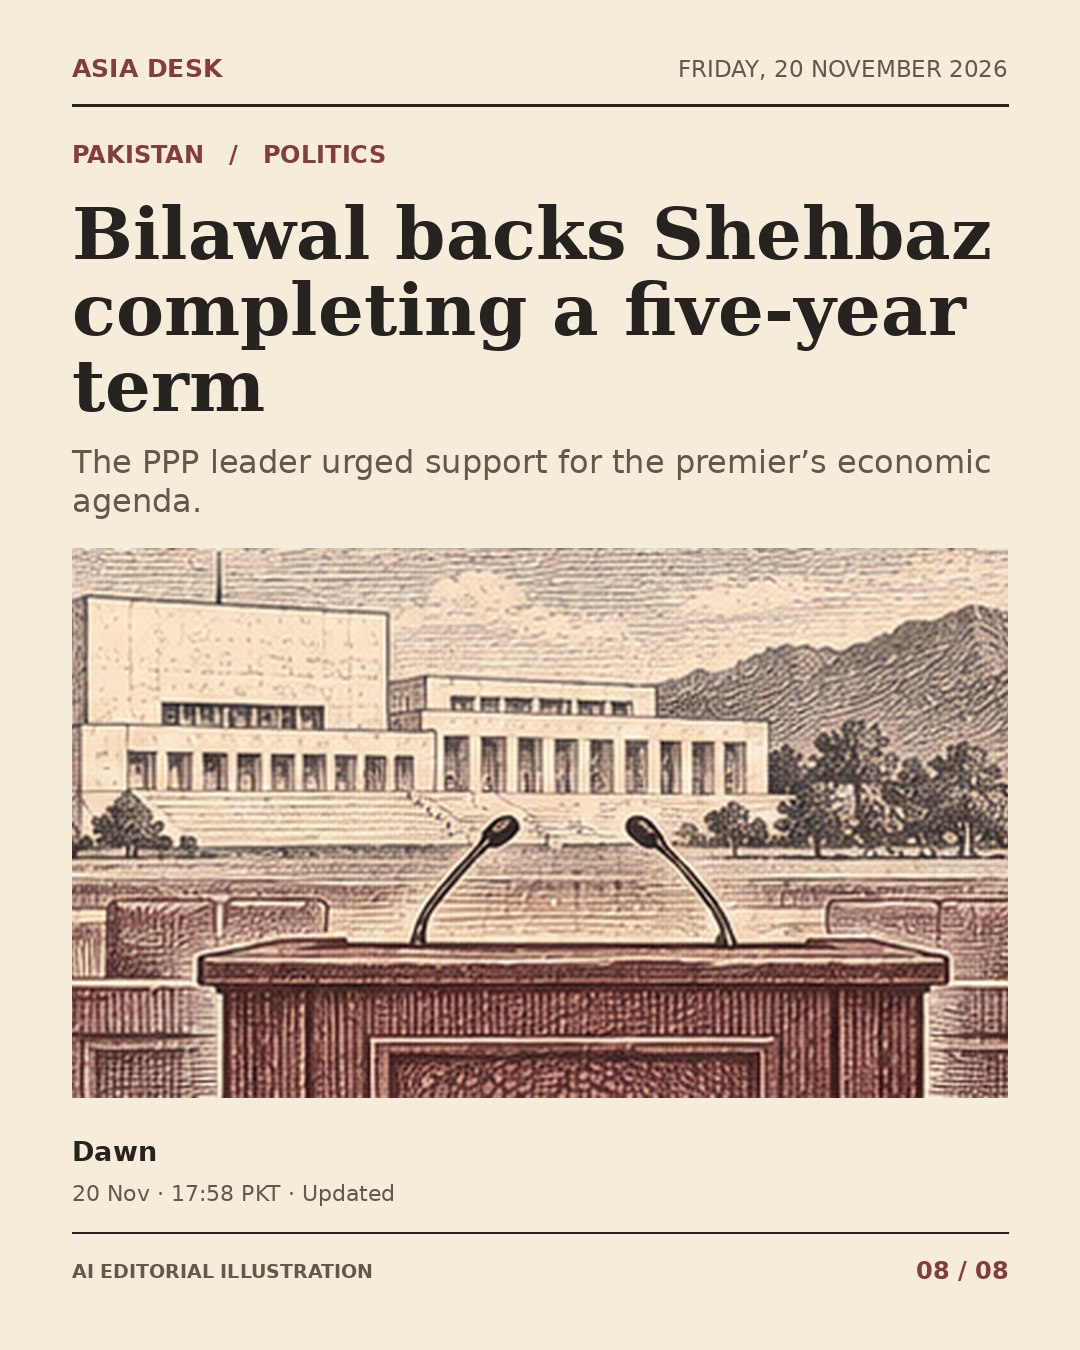 ASIA DESK
FRIDAY, 20 NOVEMBER 2026
PAKISTAN / POLITICS
Bilawal backs Shehbaz
completing a five-year
term
The PPP leader urged support for the premier’s economic
agenda.
Dawn
20 Nov · 17:58 PKT · Updated
AI EDITORIAL ILLUSTRATION
08 / 08